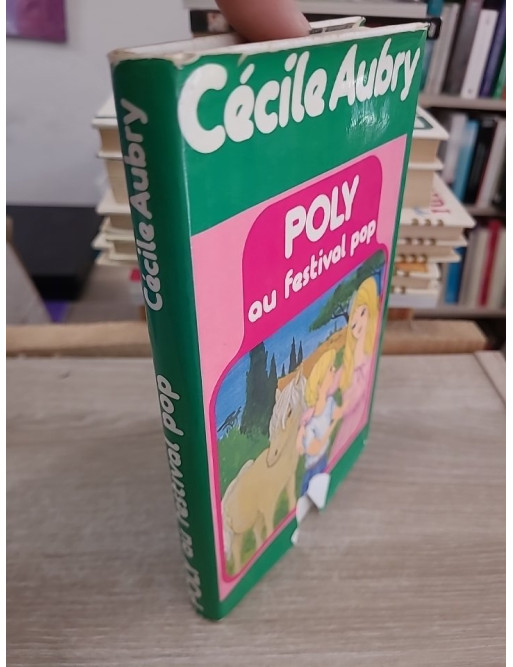 Cécile Aubry
POLY
au festival pop
Cécile Aubry
POLY au festival pop